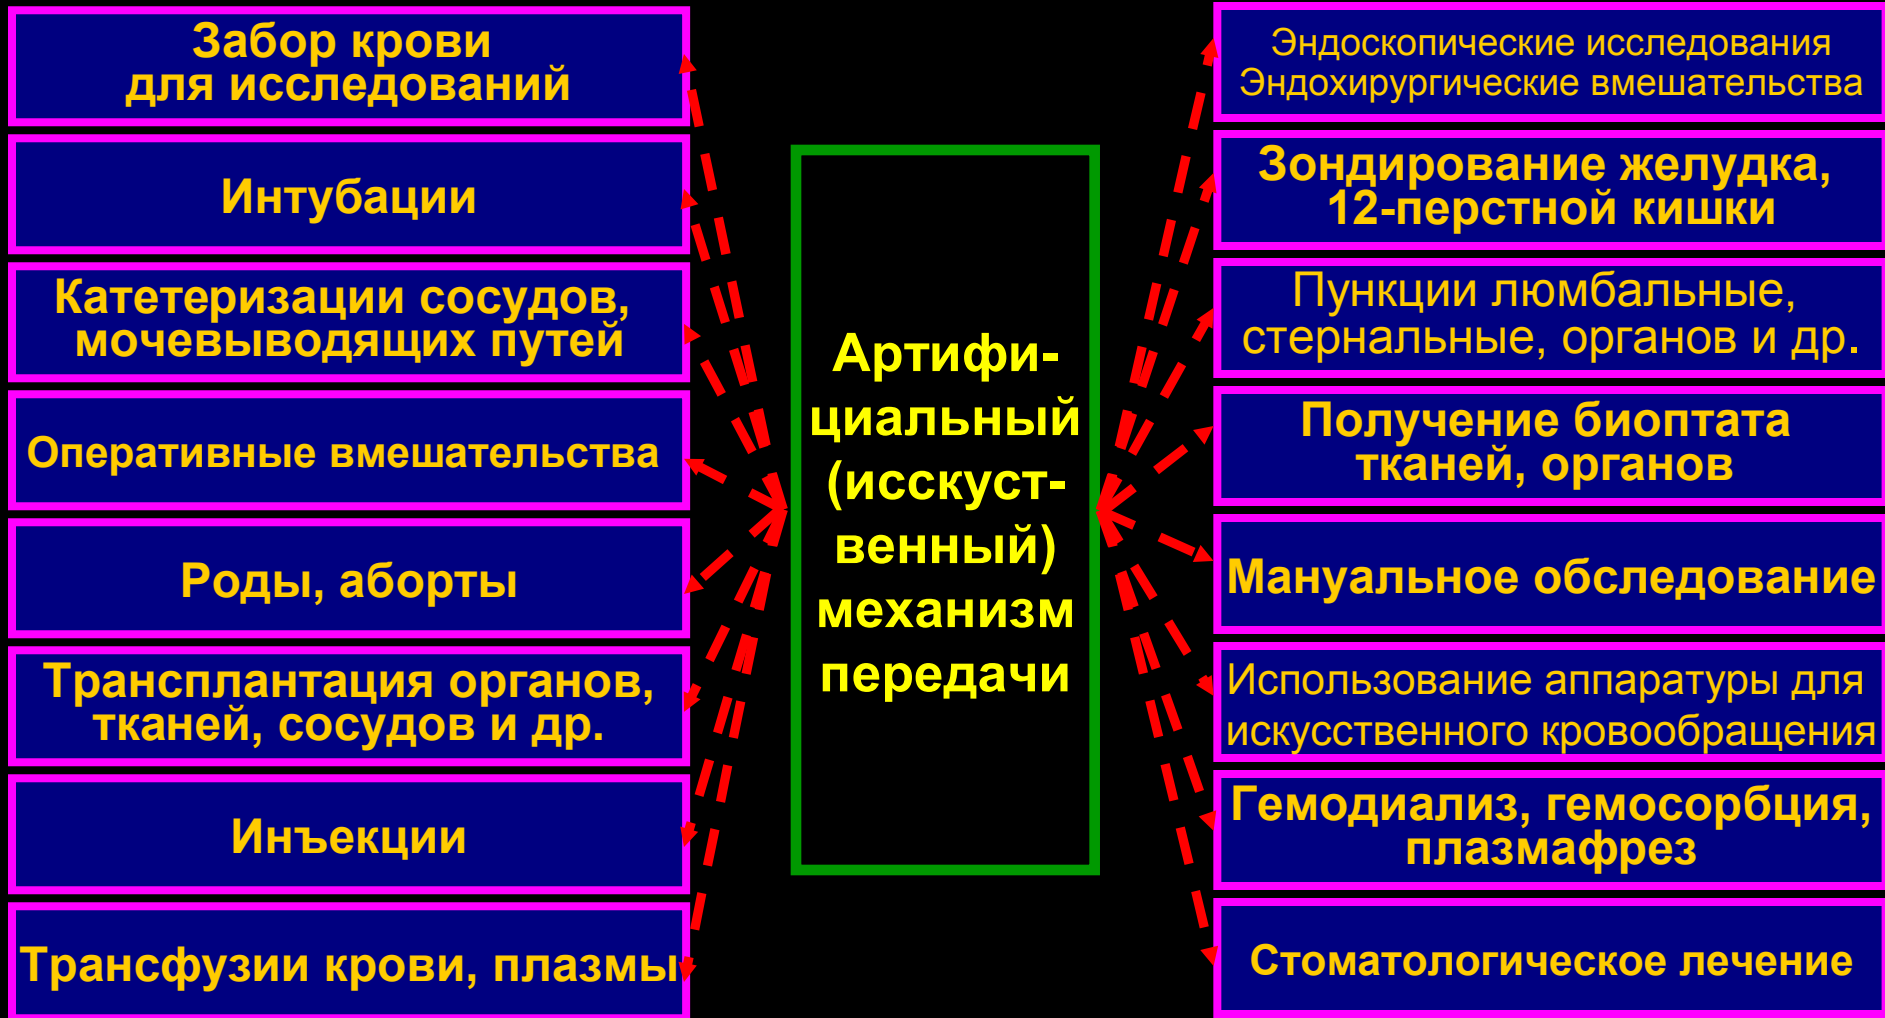 Забор крови
для исследований
Интубации
Катетеризации сосудов,
мочевыводящих путей
Оперативные вмешательства
Роды, аборты
Трансплантация органов,
тканей, сосудов и др.
Инъекции
Трансфузии крови, плазмы
Артифи-
циальный
(исскуст-
венный)
механизм
передачи
Эндоскопические исследования
Эндохирургические вмешательства
Зондирование желудка,
12-перстной кишки
Пункции люмбальные,
стернальные, органов и др.
Получение биоптата
тканей, органов
Мануальное обследование
Использование аппаратуры для
искусственного кровообращения
Гемодиализ, гемосорбция,
плазмафрез
Стоматологическое лечение